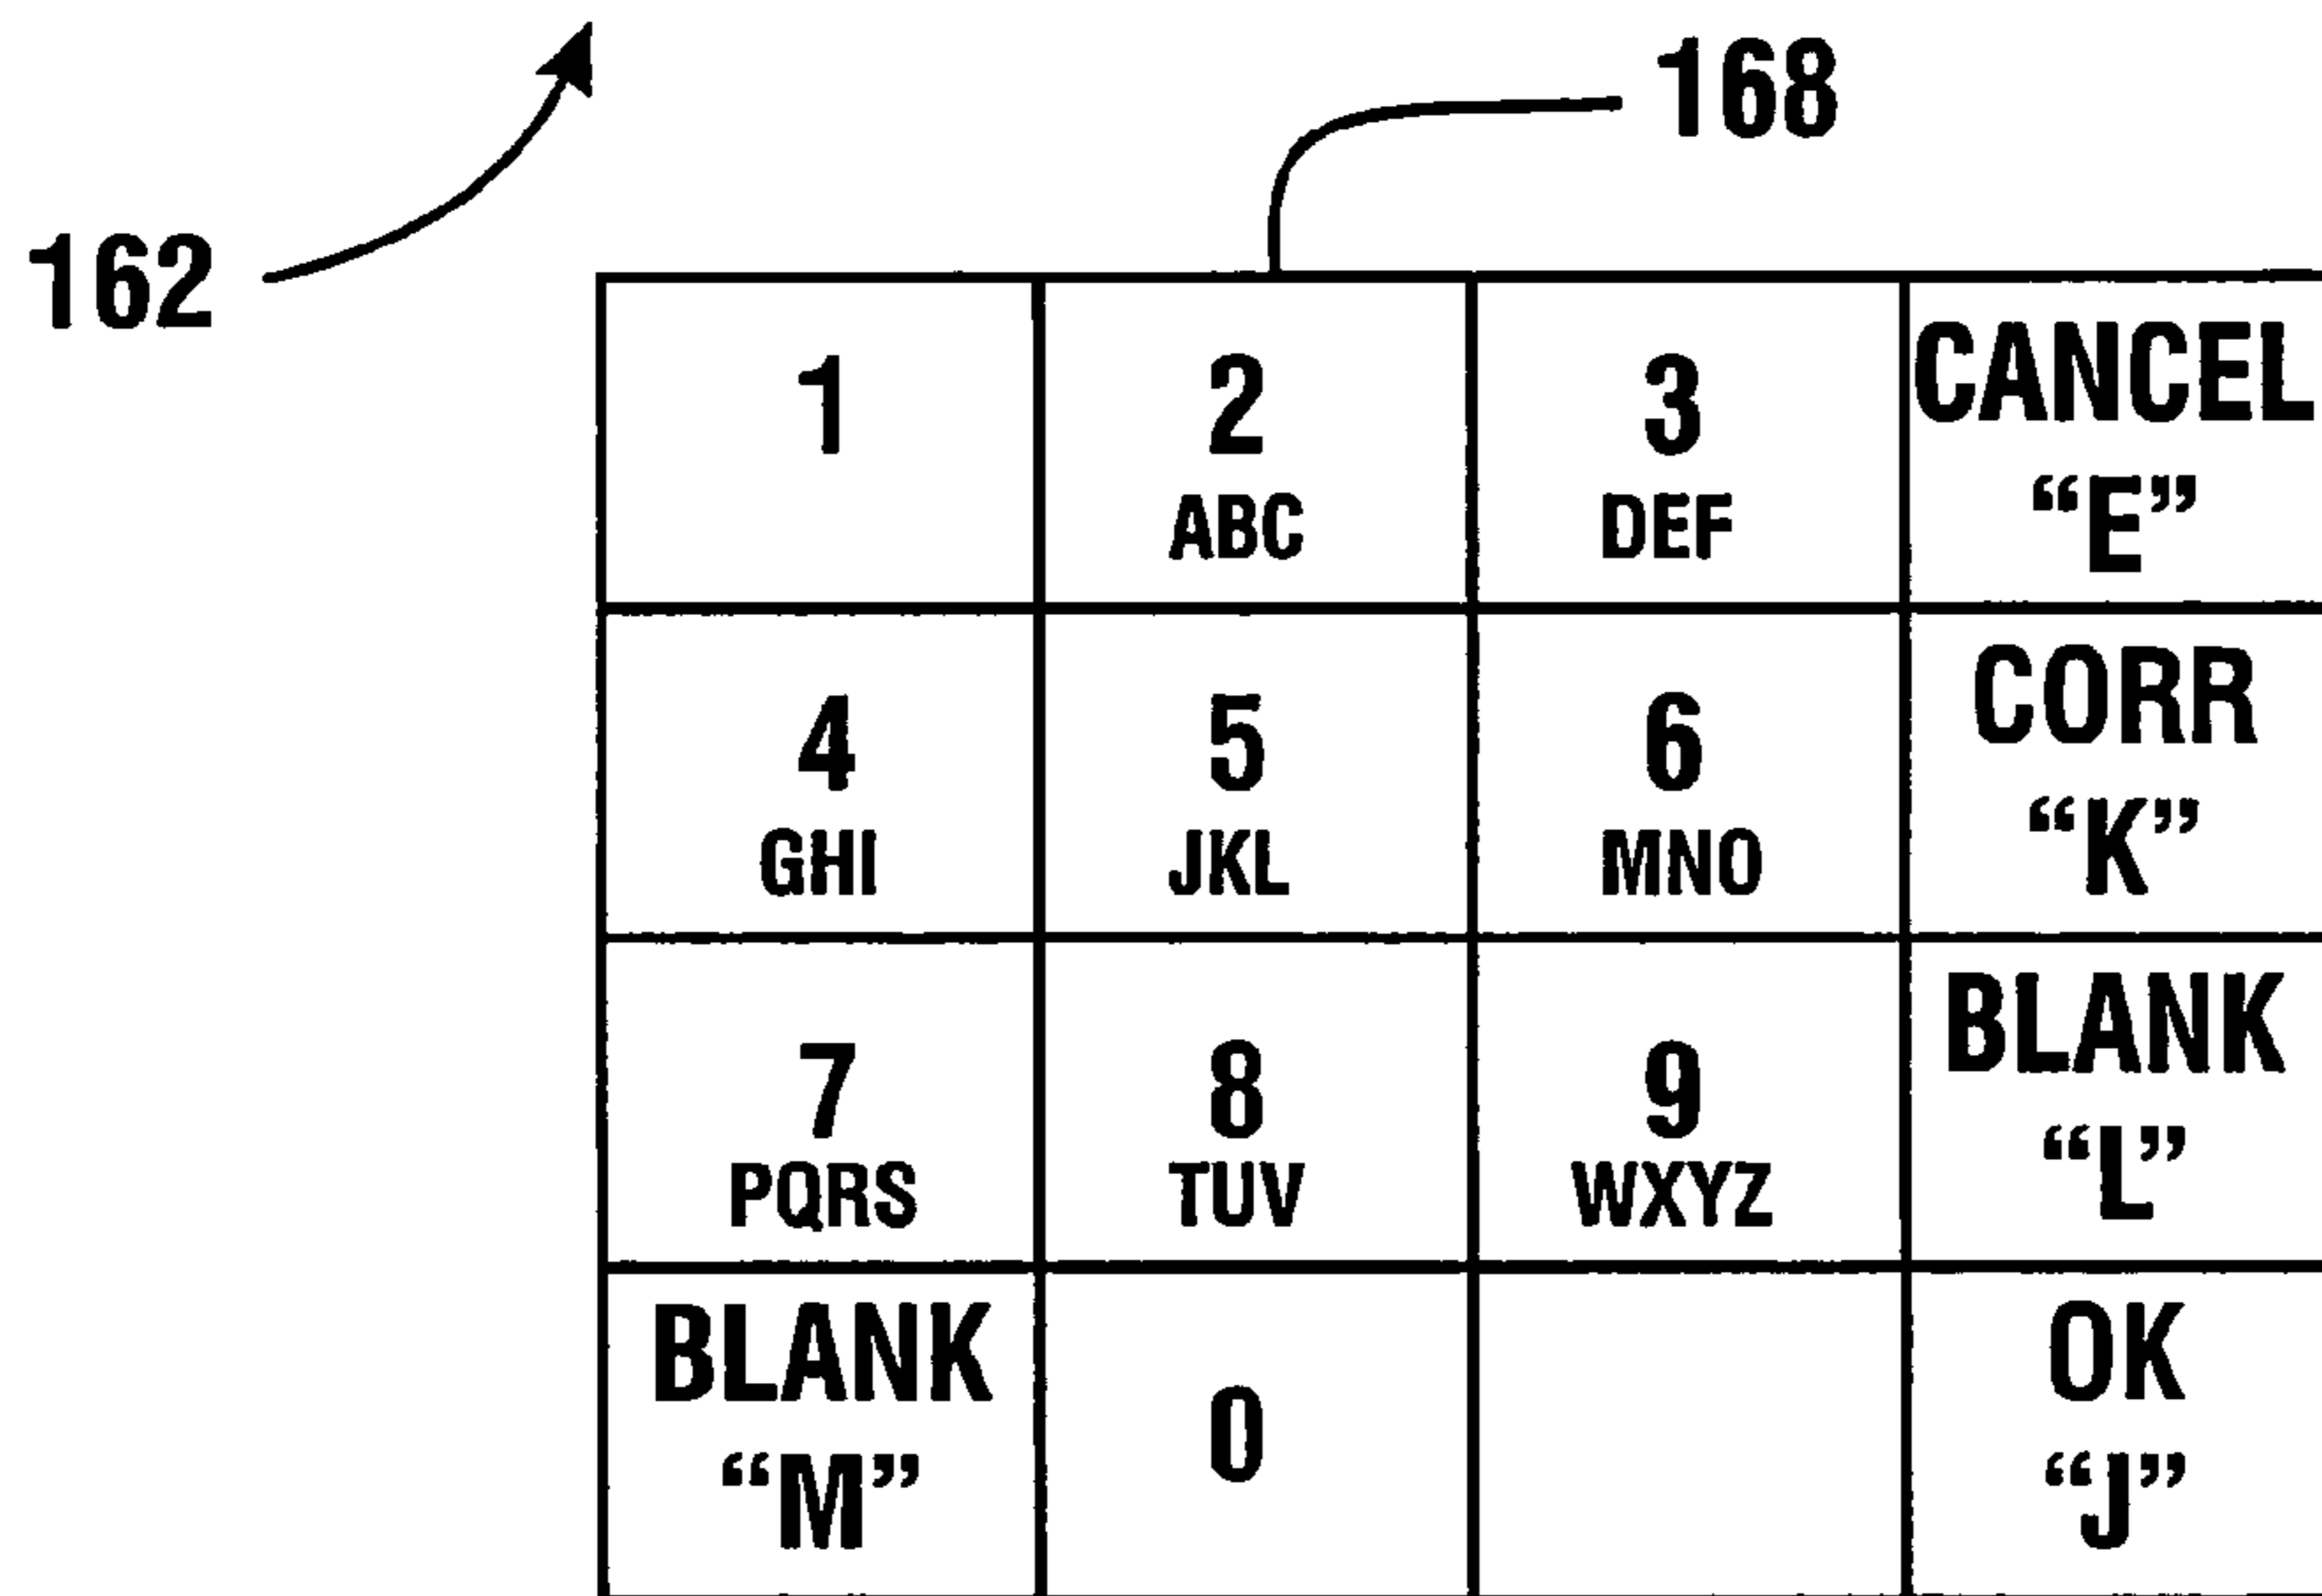 168
162
1 2 3 CANCEL
ABC DEF “E”
4 5 6 CORR
GHI JKL MNO “K”
7 8 9 BLANK
PQRS TUV WXYZ “L”
BLANK 0 OK
“M” “J”